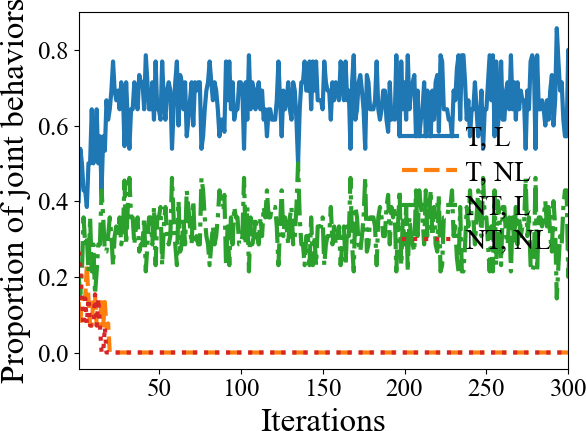 Proportion of joint behaviors
0.8
0.6
0.4
0.2
0.0
T, L
T, NL
NT, L
NT, NL
50 100 150 200 250 300
Iterations